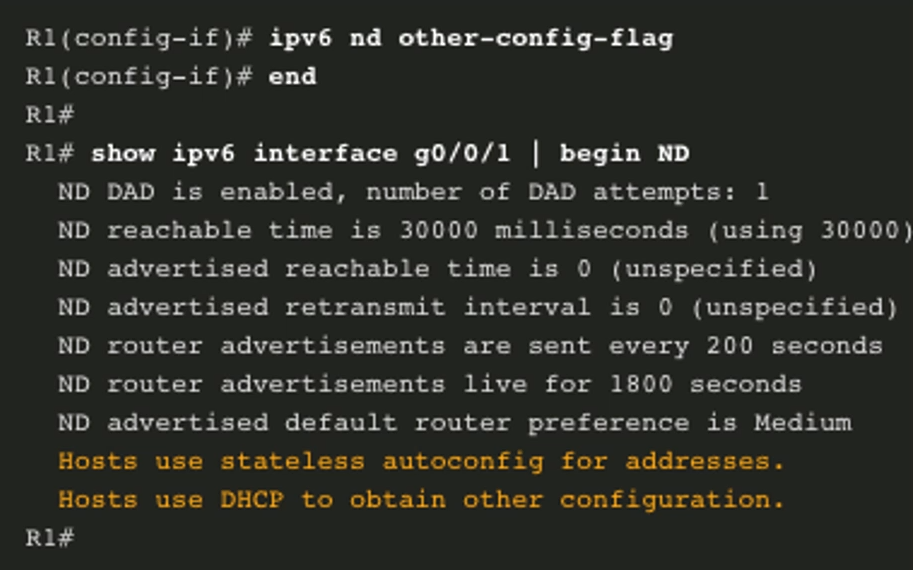 R1(config-if)# ipv6 nd other-config-flag
R1(config-if)# end
R1#
R1# show ipv6 interface g0/0/1 | begin ND
ND DAD is enabled, number of DAD attempts: 1
ND reachable time is 30000 milliseconds (using 30000)
ND advertised reachable time is 0 (unspecified)
ND advertised retransmit interval is 0 (unspecified)
ND router advertisements are sent every 200 seconds
ND router advertisements live for 1800 seconds
ND advertised default router preference is Medium
Hosts use stateless autoconfig for addresses.
Hosts use DHCP to obtain other configuration.
R1#